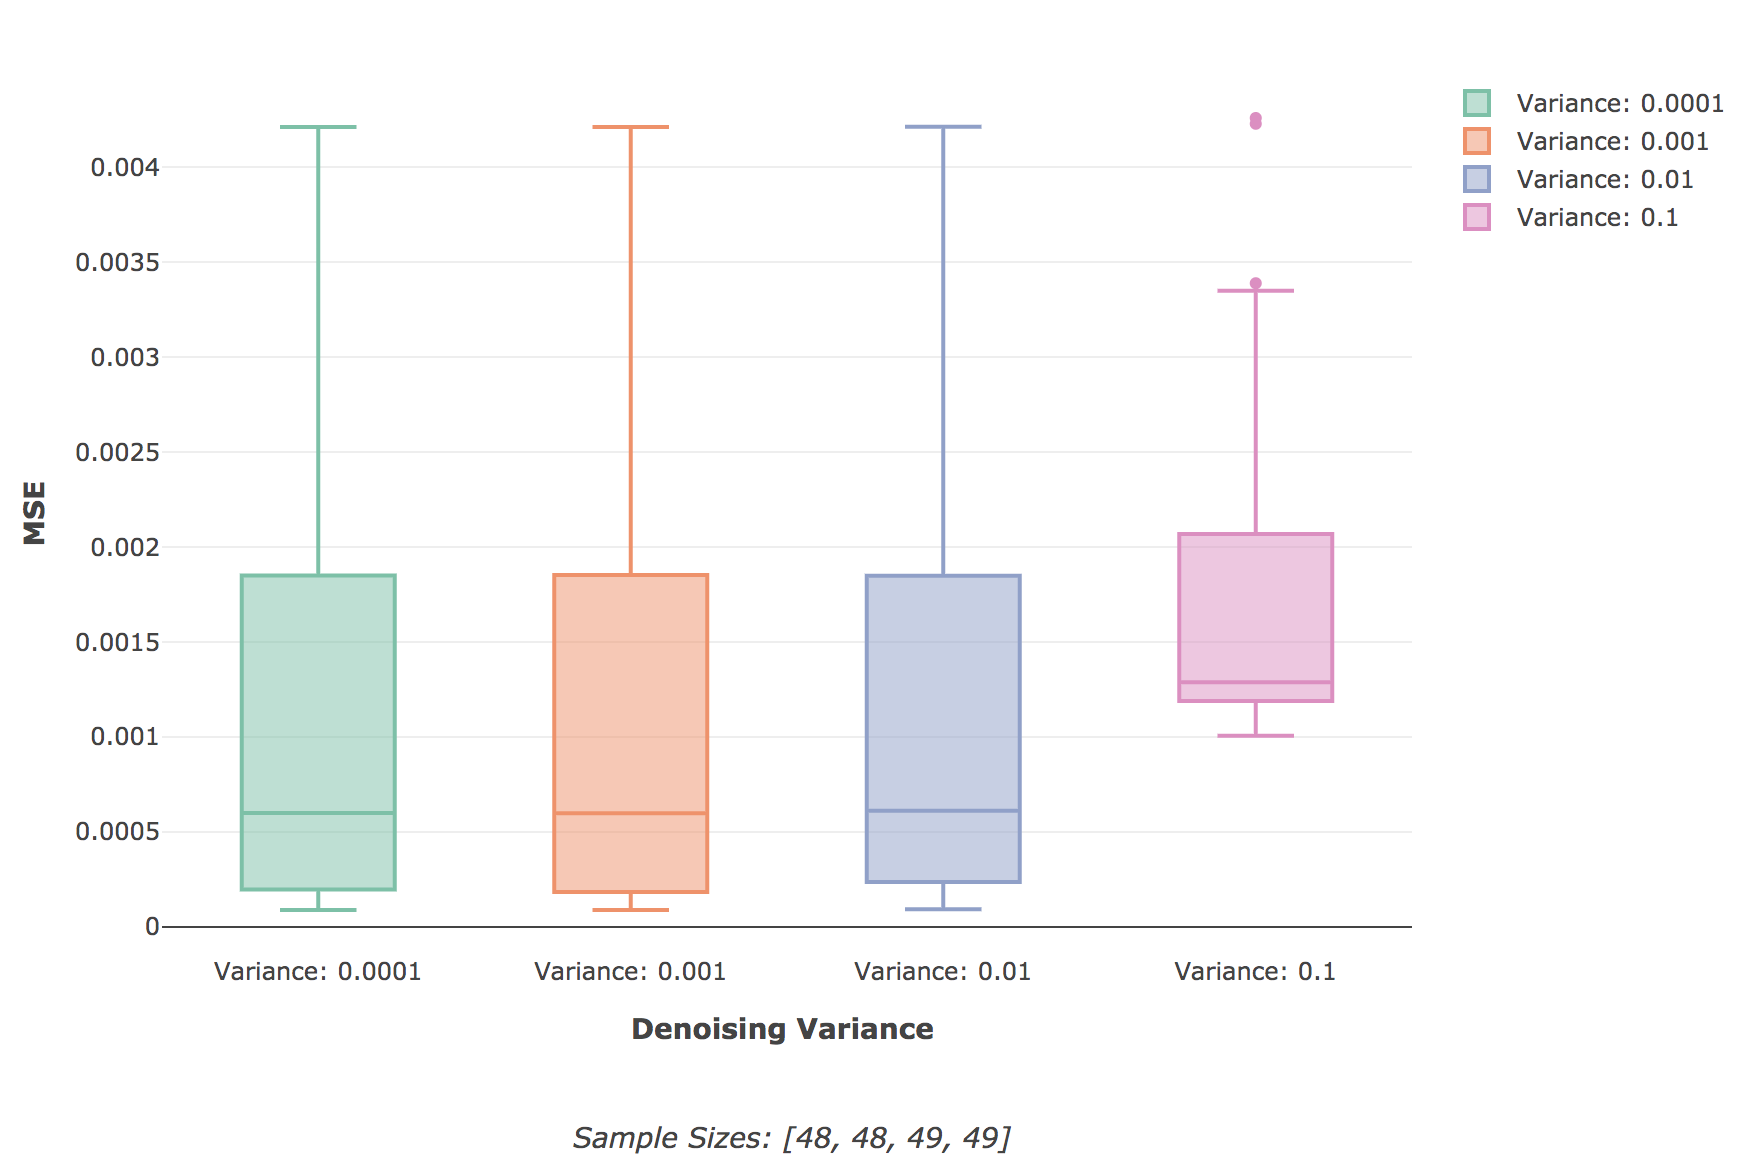 Variance: 0.0001
Variance: 0.001
Variance: 0.01
Variance: 0.1
0.004
0.0035
0.003
0.0025
0.002
0.0015
0.001
0.0005
0
MSE
Variance: 0.0001
Variance: 0.001
Variance: 0.01
Variance: 0.1
Denoising Variance
Sample Sizes: [48, 48, 49, 49]